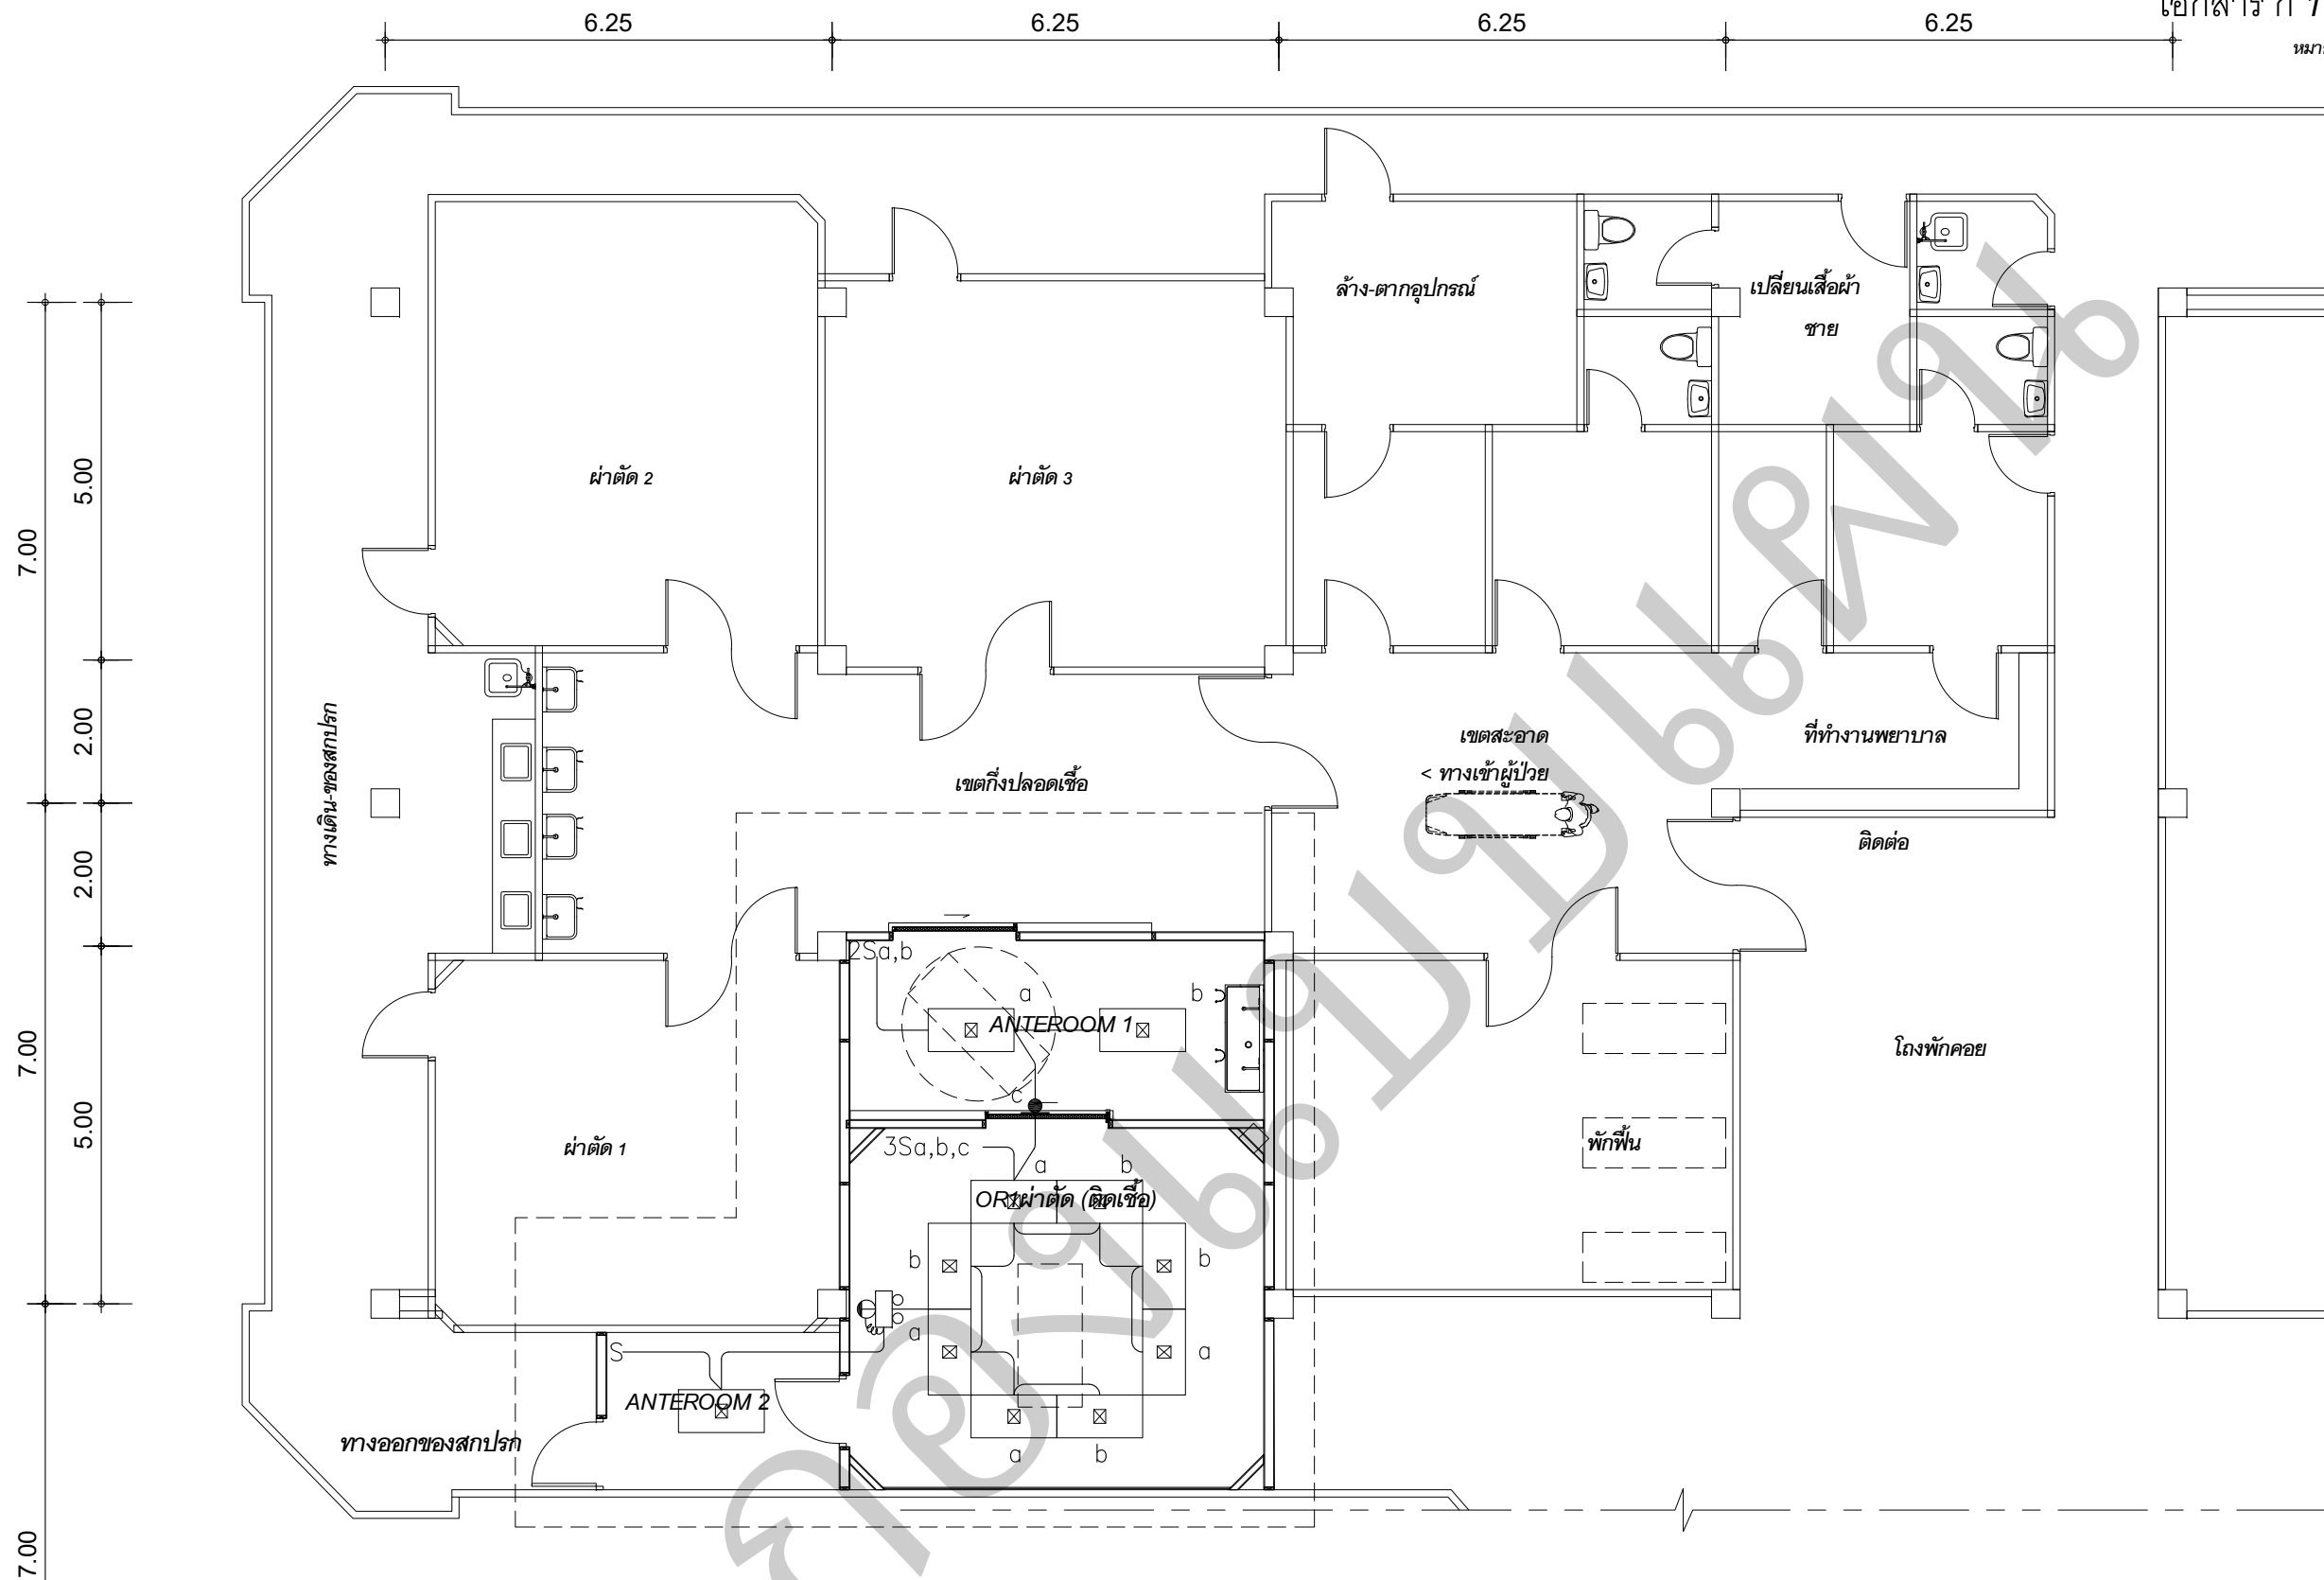 6.25
6.25
6.25
6.25
ล้าง-ตากอุปกรณ์
เปลี่ยนเสื้อผ้า
ชาย
ผ่าตัด 2
ผ่าตัด 3
5.00
7.00
2.00
2.00
7.00
5.00
7.00
ทางเดิน-ของสกปรก
เขตกึ่งปลอดเชื้อ
เขตสะอาด
< ทางเข้าผู้ป่วย
ที่ทำงานพยาบาล
ติดต่อ
2Sa,b
a
b
ANTEROOM 1
c
โถงพักคอย
ผ่าตัด 1
3Sa,b,c
a
b
พักฟื้น
OR1ผ่าตัด (ติดเชื้อ)
b
b
a
a
S
ANTEROOM 2
ทางออกของสกปรก
a
b